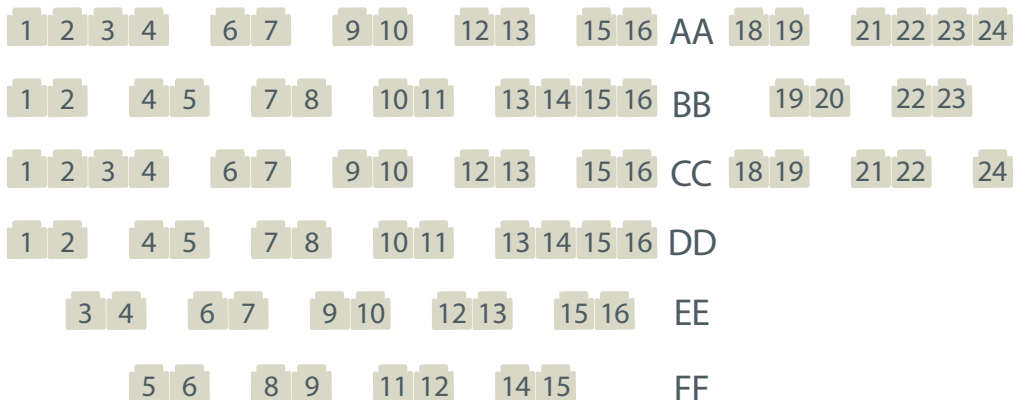 1 2 3 4 6 7 9 10 12 13 15 16 AA 18 19 21 22 23 24
1 2 4 5 7 8 10 11 13 14 15 16 BB 19 20 22 23
1 2 3 4 6 7 9 10 12 13 15 16 CC 18 19 21 22 24
1 2 4 5 7 8 10 11 13 14 15 16 DD
3 4 6 7 9 10 12 13 15 16 EE
5 6 8 9 11 12 14 15 FF